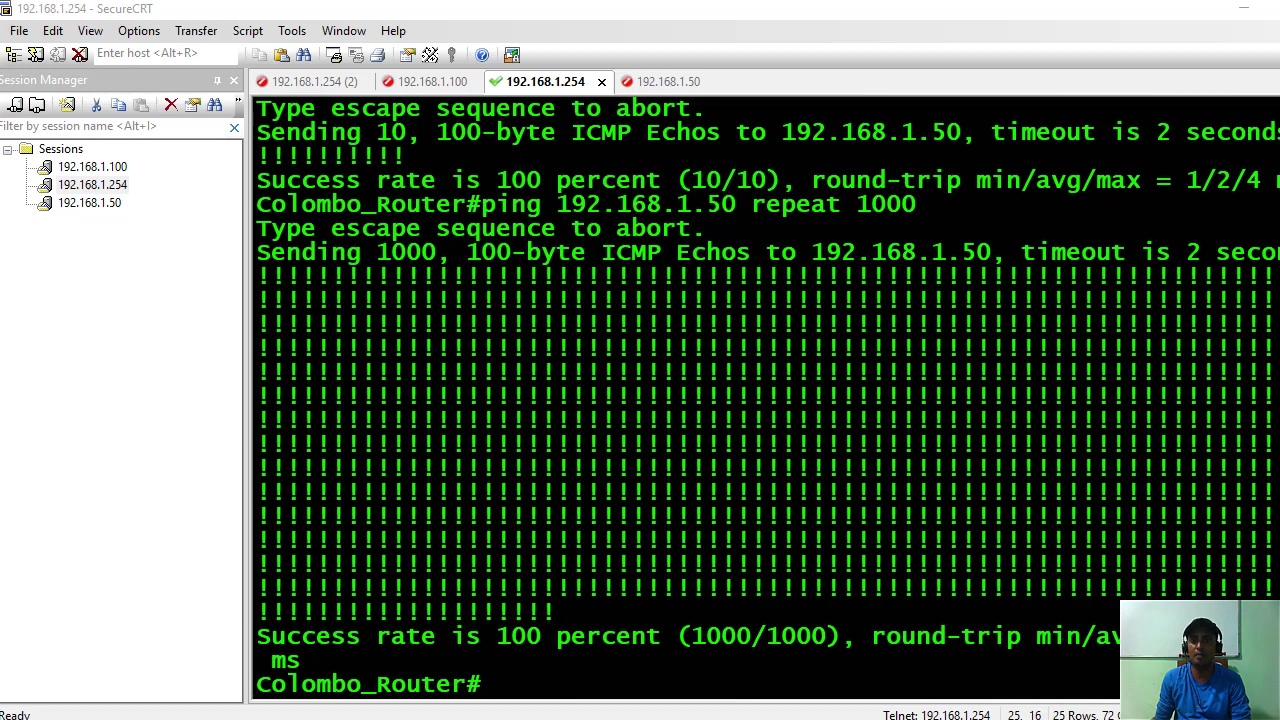 192.168.1.254 - SecureCRT
File Edit View Options Transfer Script Tools Window Help
Enter host <Alt+R>
Session Manager
192.168.1.254 (2) 192.168.1.100 192.168.1.254 192.168.1.50
Filter by session name <Alt+I>
Sessions
192.168.1.100
192.168.1.254
192.168.1.50
Type escape sequence to abort.
Sending 10, 100-byte ICMP Echos to 192.168.1.50, timeout is 2 seconds
!!!!!!!!!!
Success rate is 100 percent (10/10), round-trip min/avg/max = 1/2/4 m
Colombo_Router#ping 192.168.1.50 repeat 1000
Type escape sequence to abort.
Sending 1000, 100-byte ICMP Echos to 192.168.1.50, timeout is 2 secon
!!!!!!!!!!!!!!!!!!!!!!!!!!!!!!!!!!!!!!!!!!!!!!!!!!!!!!!!!!!!!!!!!!!!
!!!!!!!!!!!!!!!!!!!!!!!!!!!!!!!!!!!!!!!!!!!!!!!!!!!!!!!!!!!!!!!!!!!!
!!!!!!!!!!!!!!!!!!!!!!!!!!!!!!!!!!!!!!!!!!!!!!!!!!!!!!!!!!!!!!!!!!!!
!!!!!!!!!!!!!!!!!!!!!!!!!!!!!!!!!!!!!!!!!!!!!!!!!!!!!!!!!!!!!!!!!!!!
!!!!!!!!!!!!!!!!!!!!!!!!!!!!!!!!!!!!!!!!!!!!!!!!!!!!!!!!!!!!!!!!!!!!
!!!!!!!!!!!!!!!!!!!!!!!!!!!!!!!!!!!!!!!!!!!!!!!!!!!!!!!!!!!!!!!!!!!!
!!!!!!!!!!!!!!!!!!!!!!!!!!!!!!!!!!!!!!!!!!!!!!!!!!!!!!!!!!!!!!!!!!!!
!!!!!!!!!!!!!!!!!!!!!!!!!!!!!!!!!!!!!!!!!!!!!!!!!!!!!!!!!!!!!!!!!!!!
!!!!!!!!!!!!!!!!!!!!!!!!!!!!!!!!!!!!!!!!!!!!!!!!!!!!!!!!!!!!!!!!!!!!
!!!!!!!!!!!!!!!!!!!!!!!!!!!!!!!!!!!!!!!!!!!!!!!!!!!!!!!!!!!!!!!!!!!!
!!!!!!!!!!!!!!!!!!!!!!!!!!!!!!!!!!!!!!!!!!!!!!!!!!!!!!!!!!!!!!!!!!!!
!!!!!!!!!!!!!!!!!!!!!!!!!!!!!!!!!!!!!!!!!!!!!!!!!!!!!!!!!!!!!!!!!!!!
!!!!!!!!!!!!!!!!!!!!!!!!!!!!!!!!!!!!!!!!!!!!!!!!!!!!!!!!!!!!!!!!!!!!
!!!!!!!!!!!!!!!!!!!!!!!!!!!!!!!!!!!!!!!!!!!!!!!!!!!!!!!!!!!!!!!!!!!!
!!!!!!!!!!!!!!!!!!!!
Success rate is 100 percent (1000/1000), round-trip min/av
ms
Colombo_Router#
Ready Telnet: 192.168.1.254 25, 16 25 Rows, 72 C